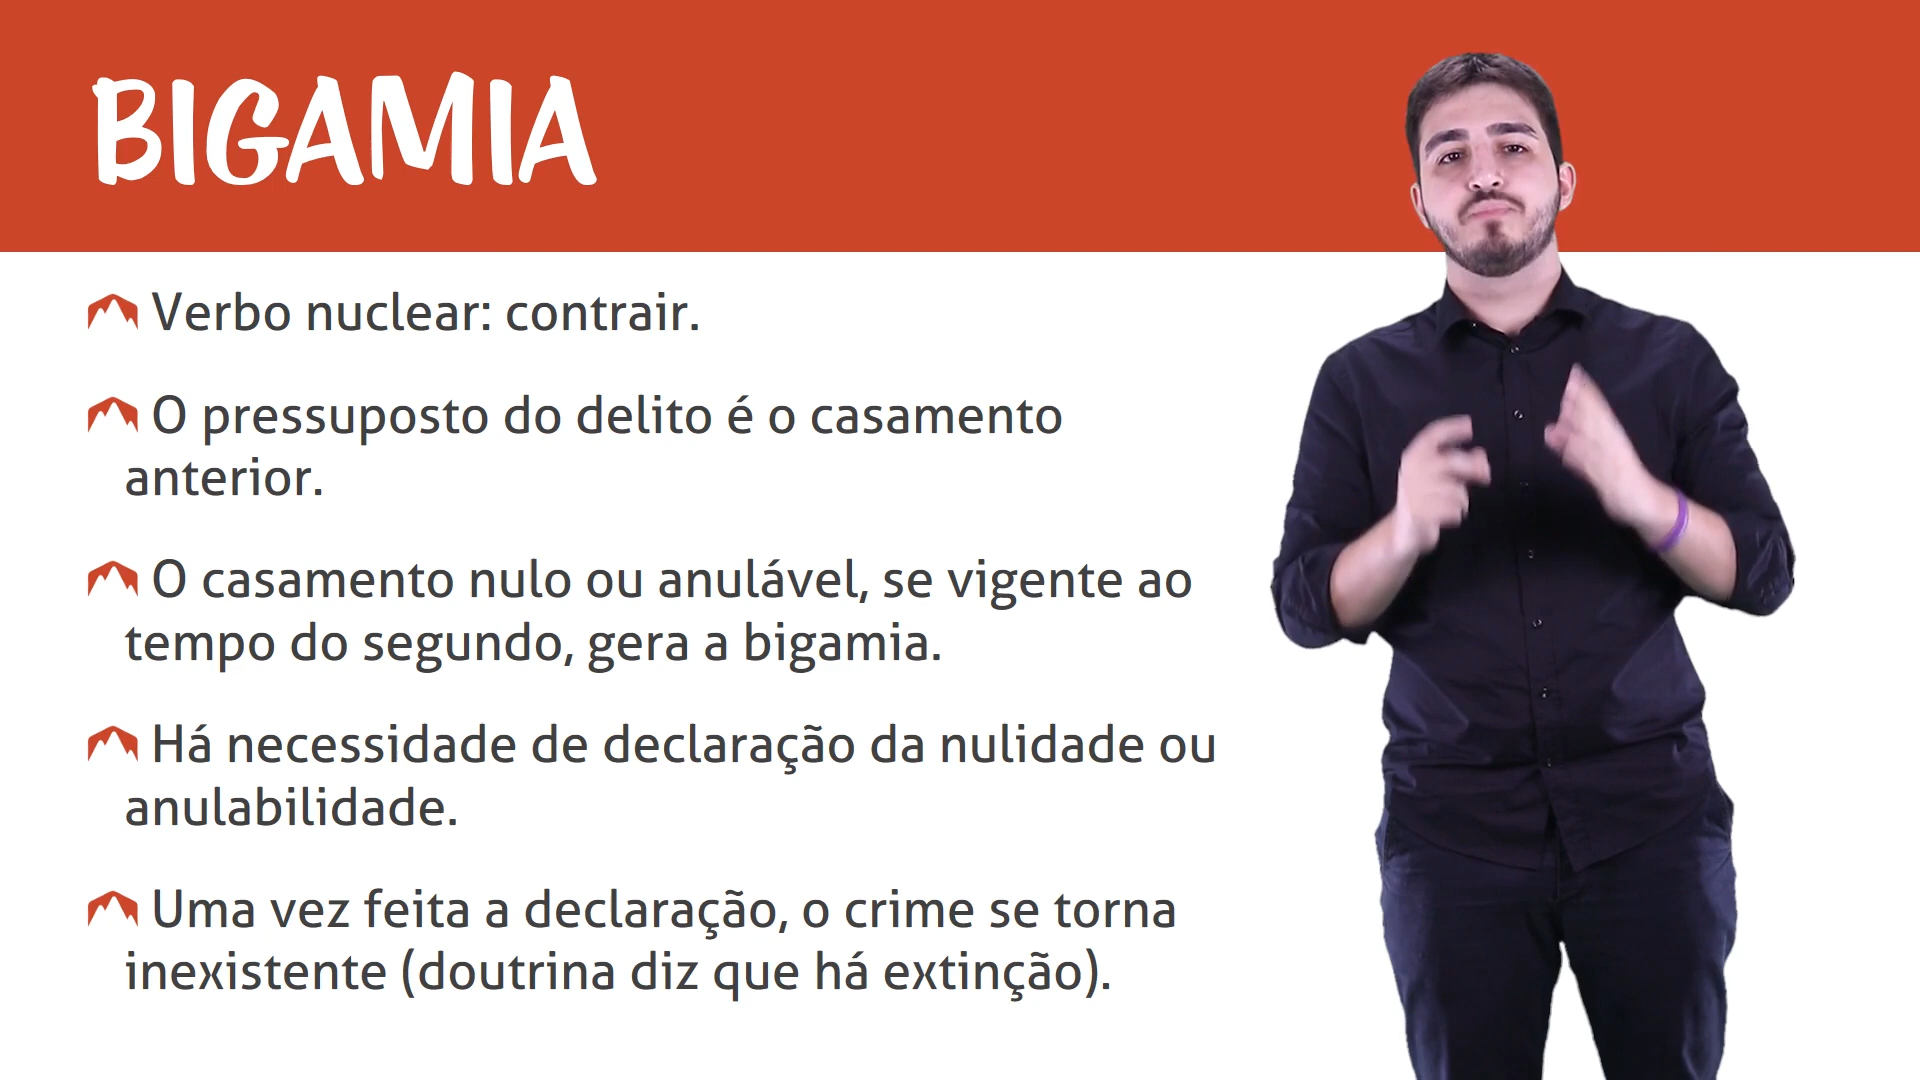 BIGAMIA
Verbo nuclear: contrair.
O pressuposto do delito é o casamento
anterior.
O casamento nulo ou anulável, se vigente ao
tempo do segundo, gera a bigamia.
Há necessidade de declaração da nulidade ou
anulabilidade.
Uma vez feita a declaração, o crime se torna
inexistente (doutrina diz que há extinção).